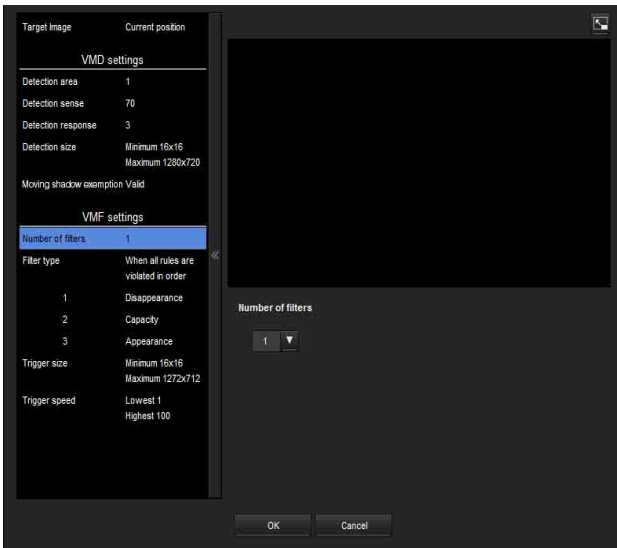 Target Image Current position
VMD settings
Detection area 1
Detection sense 70
Detection response 3
Detection size Minimum 16x16
Maximum 1280x720
Moving shadow exemption Valid
VMF settings
Number of filters 1
Filter type When all rules are
violated in order
1 Disappearance
2 Capacity
3 Appearance
Trigger size Minimum 16x16
Maximum 1272x712
Trigger speed Lowest 1
Highest 100
Number of filters
1
OK Cancel